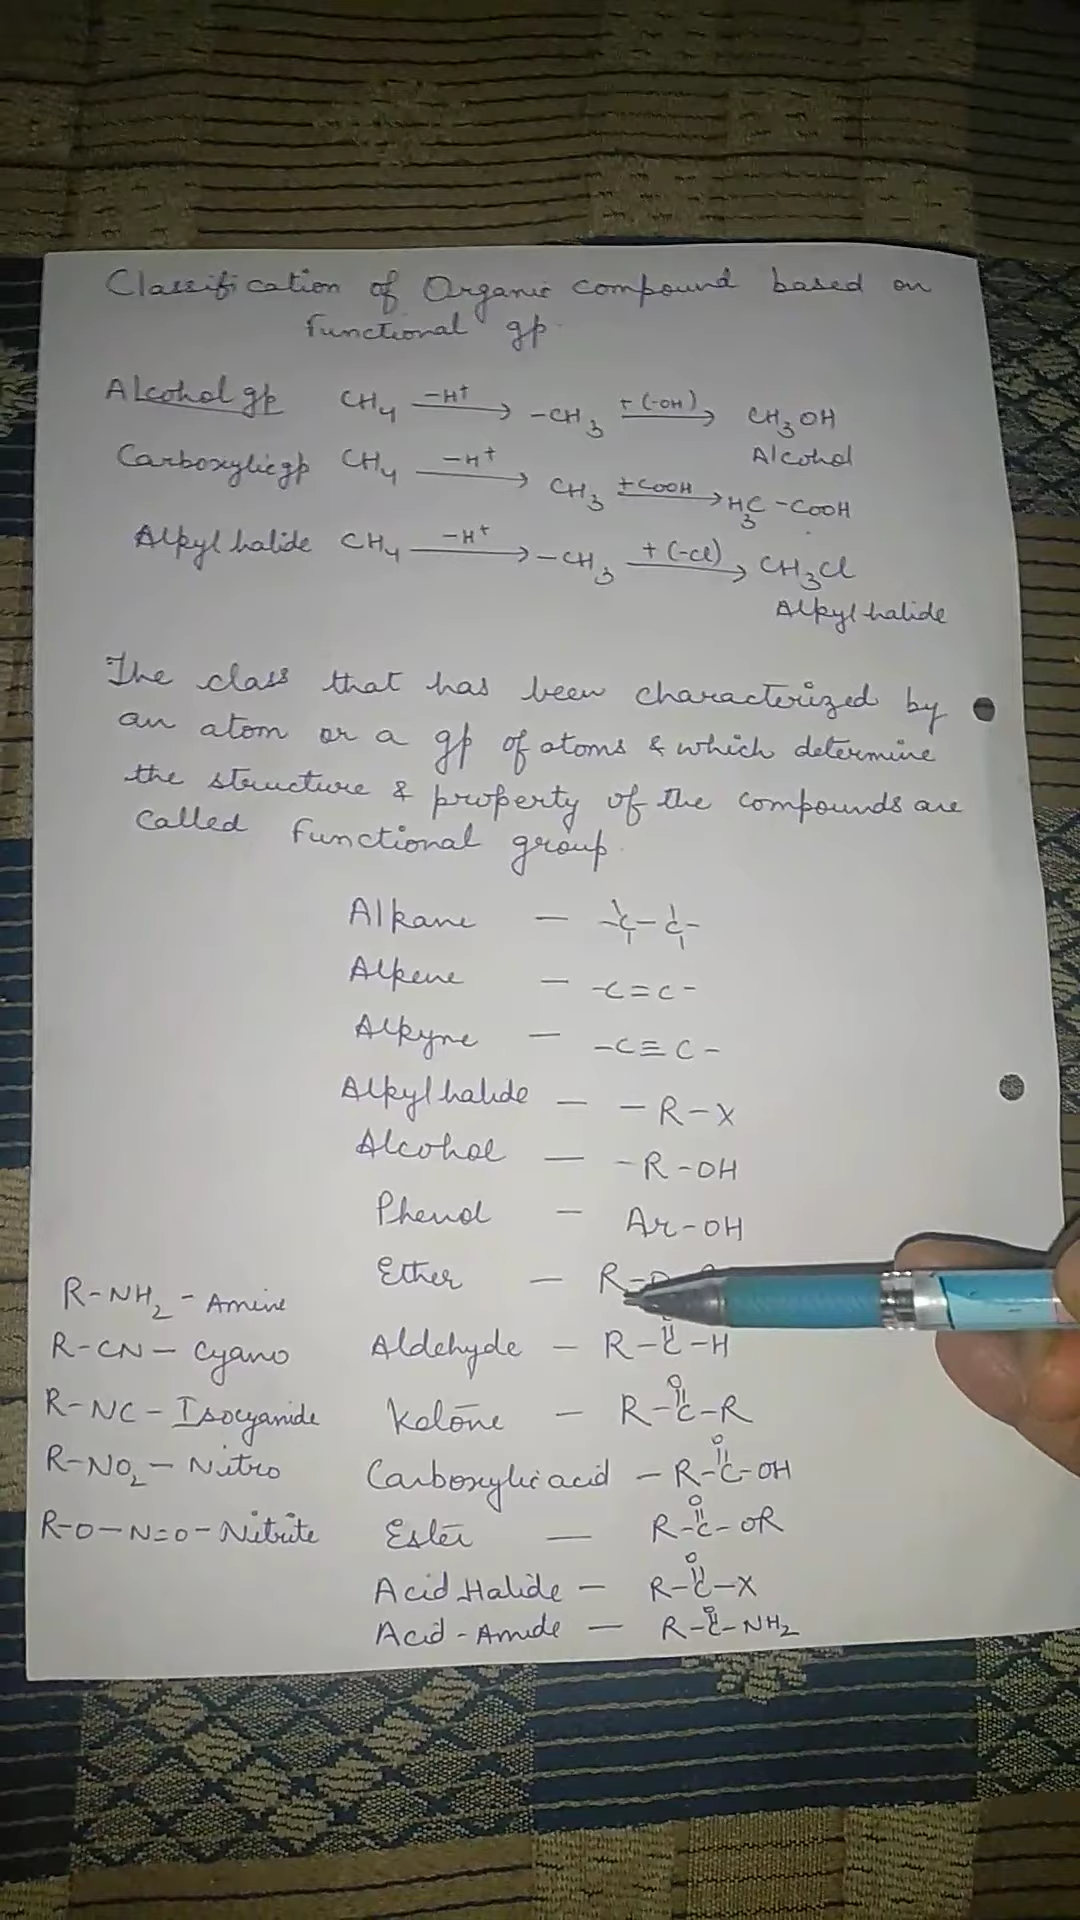 Classification of Organic compound based on
functional gp.
Alcohol gp CH4 -H+ → -CH3 +(-OH) → CH3OH
Alcohol
Carboxylic gp CH4 -H+ → CH3 +COOH → H3C-COOH
Alkyl halide CH4 -H+ → -CH3 +(-Cl) → CH3Cl
Alkyl halide
The class that has been characterized by
an atom or a gp of atoms & which determine
the structure & property of the compounds are
called functional group.
Alkane — -C-C-
Alkene — -C=C-
Alkyne — -C≡C-
Alkyl halide — -R-X
Alcohol — -R-OH
Phenol — Ar-OH
Ether — R-O
Aldehyde — R-C-H
Ketone — R-C(=O)-R
Carboxylic acid — R-C(=O)-OH
Ester — R-C(=O)-OR
Acid Halide — R-C(=O)-X
Acid-Amide — R-C(=O)-NH2
R-NH2 - Amine
R-CN - Cyano
R-NC - Isocyanide
R-NO2 - Nitro
R-O-N=O - Nitrite